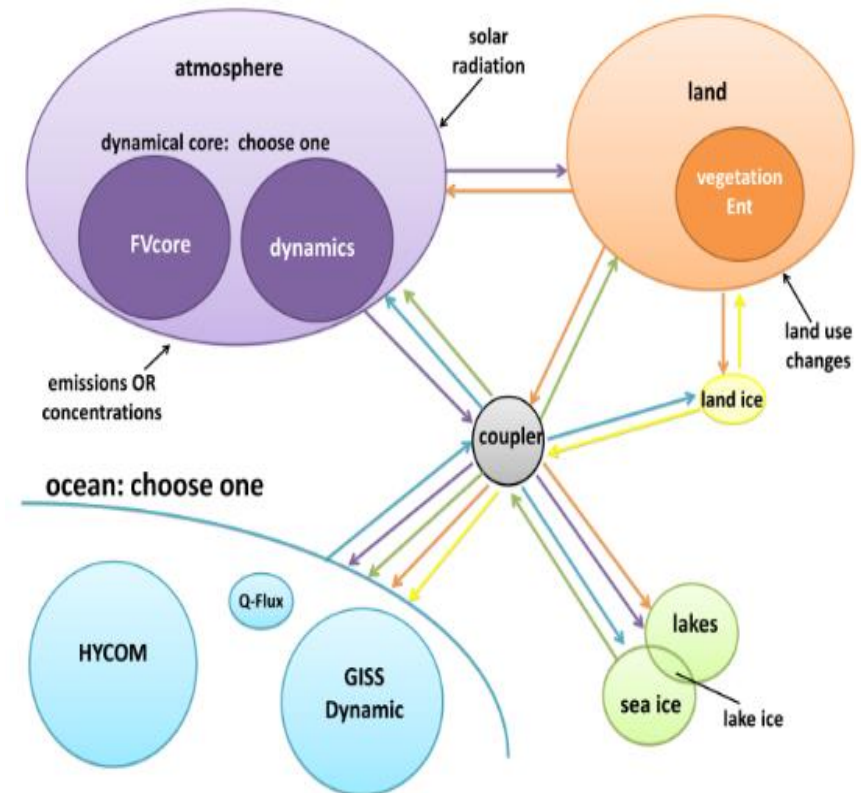 solar
radiation
atmosphere
land
dynamical core: choose one
vegetation
Ent
FVcore
dynamics
land use
changes
emissions OR
concentrations
land ice
coupler
ocean: choose one
Q-Flux
HYCOM
GISS
Dynamic
lakes
sea ice
lake ice